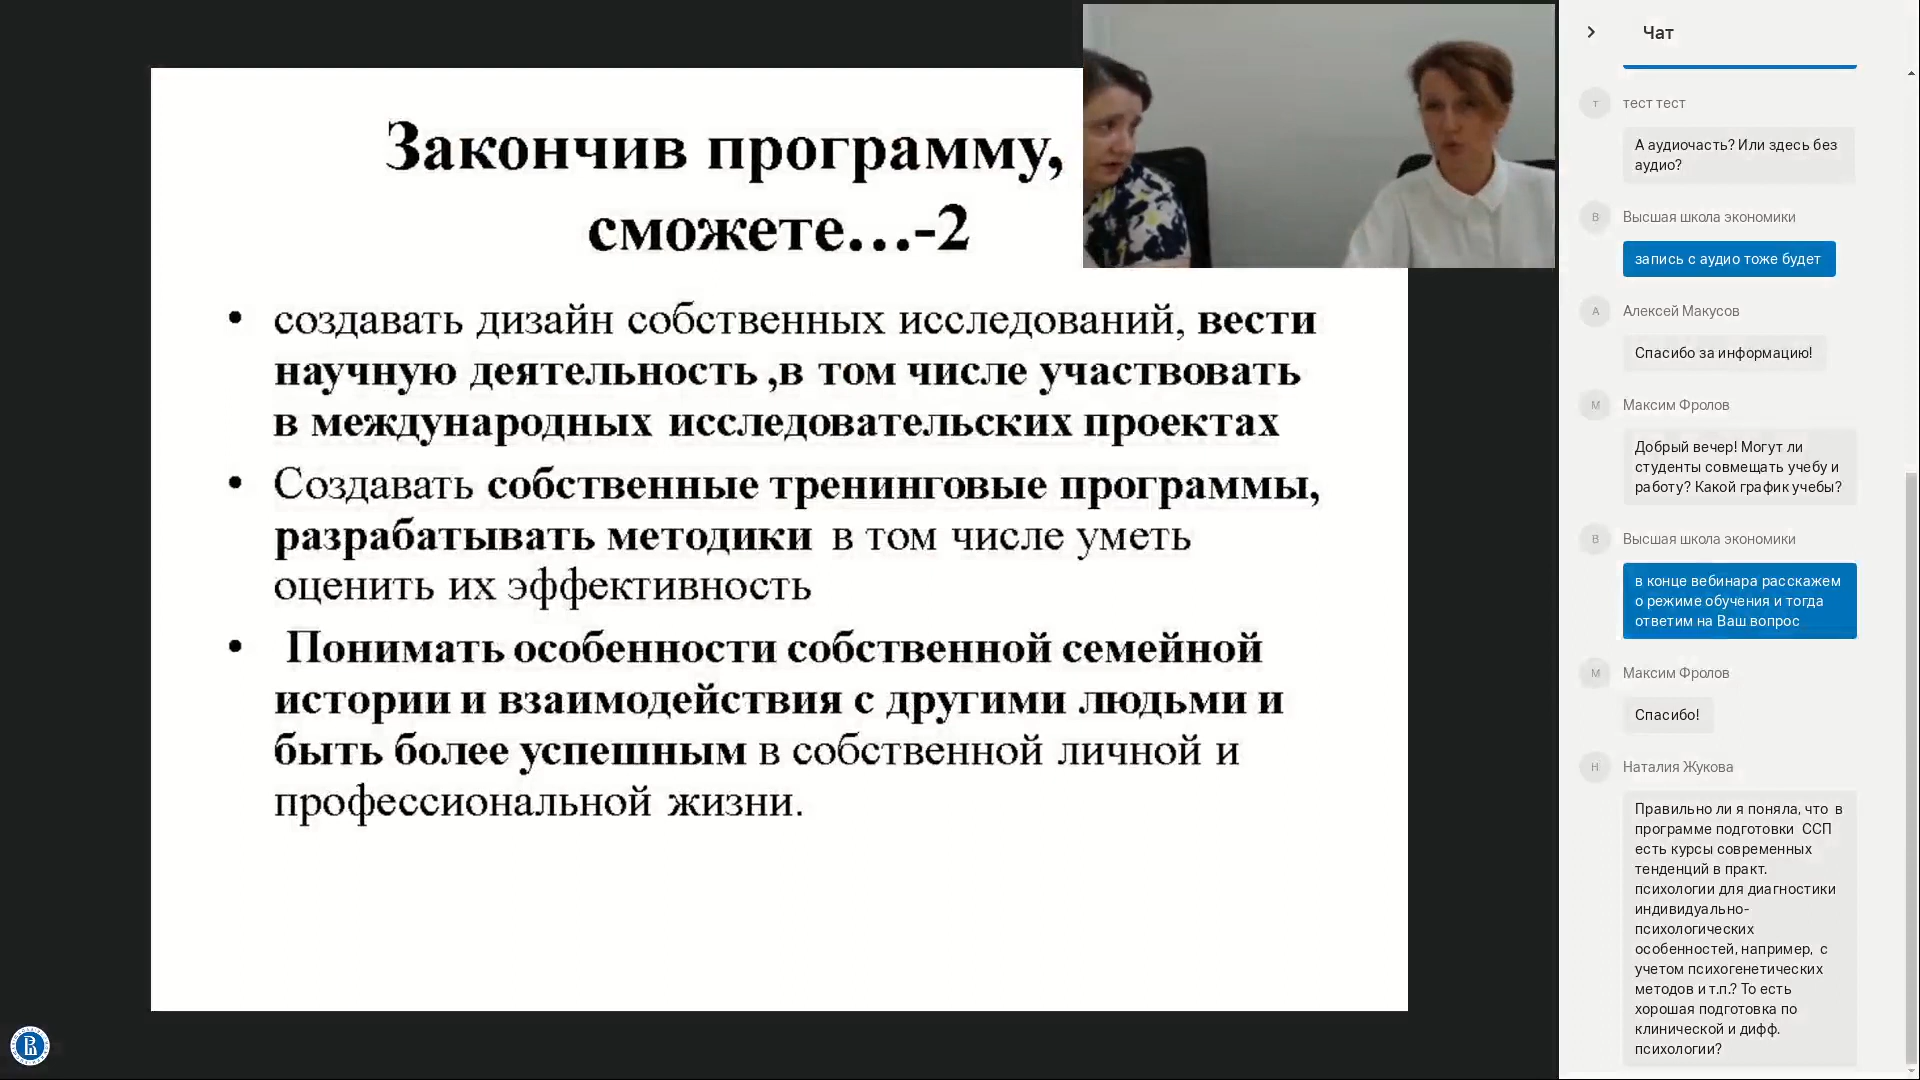 Закончив программу,
сможете...-2
• создавать дизайн собственных исследований, вести
научную деятельность ,в том числе участвовать
в международных исследовательских проектах
• Создавать собственные тренинговые программы,
разрабатывать методики в том числе уметь
оценить их эффективность
• Понимать особенности собственной семейной
истории и взаимодействия с другими людьми и
быть более успешным в собственной личной и
профессиональной жизни.
Чат
т
тест тест
А аудиочасть? Или здесь без
аудио?
В
Высшая школа экономики
запись с аудио тоже будет
А
Алексей Макусов
Спасибо за информацию!
М
Максим Фролов
Добрый вечер! Могут ли
студенты совмещать учебу и
работу? Какой график учебы?
В
Высшая школа экономики
в конце вебинара расскажем
о режиме обучения и тогда
ответим на Ваш вопрос
М
Максим Фролов
Спасибо!
Н
Наталия Жукова
Правильно ли я поняла, что в
программе подготовки ССП
есть курсы современных
тенденций в практ.
психологии для диагностики
индивидуально-
психологических
особенностей, например, с
учетом психогенетических
методов и т.п.? То есть
хорошая подготовка по
клинической и дифф.
психологии?